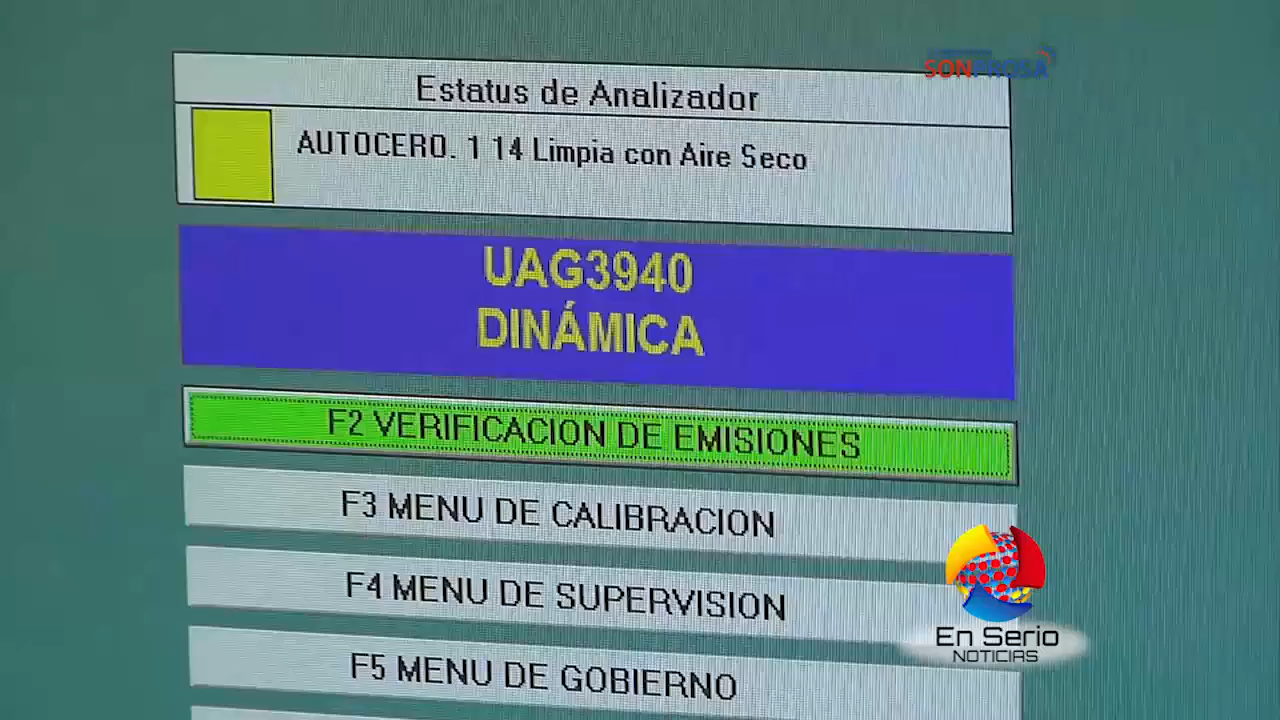 SONPROSA
Estatus de Analizador
AUTOCERO. 1 14 Limpia con Aire Seco
UAG3940
DINÁMICA
F2 VERIFICACION DE EMISIONES
F3 MENU DE CALIBRACION
F4 MENU DE SUPERVISION
F5 MENU DE GOBIERNO
En Serio
NOTICIAS